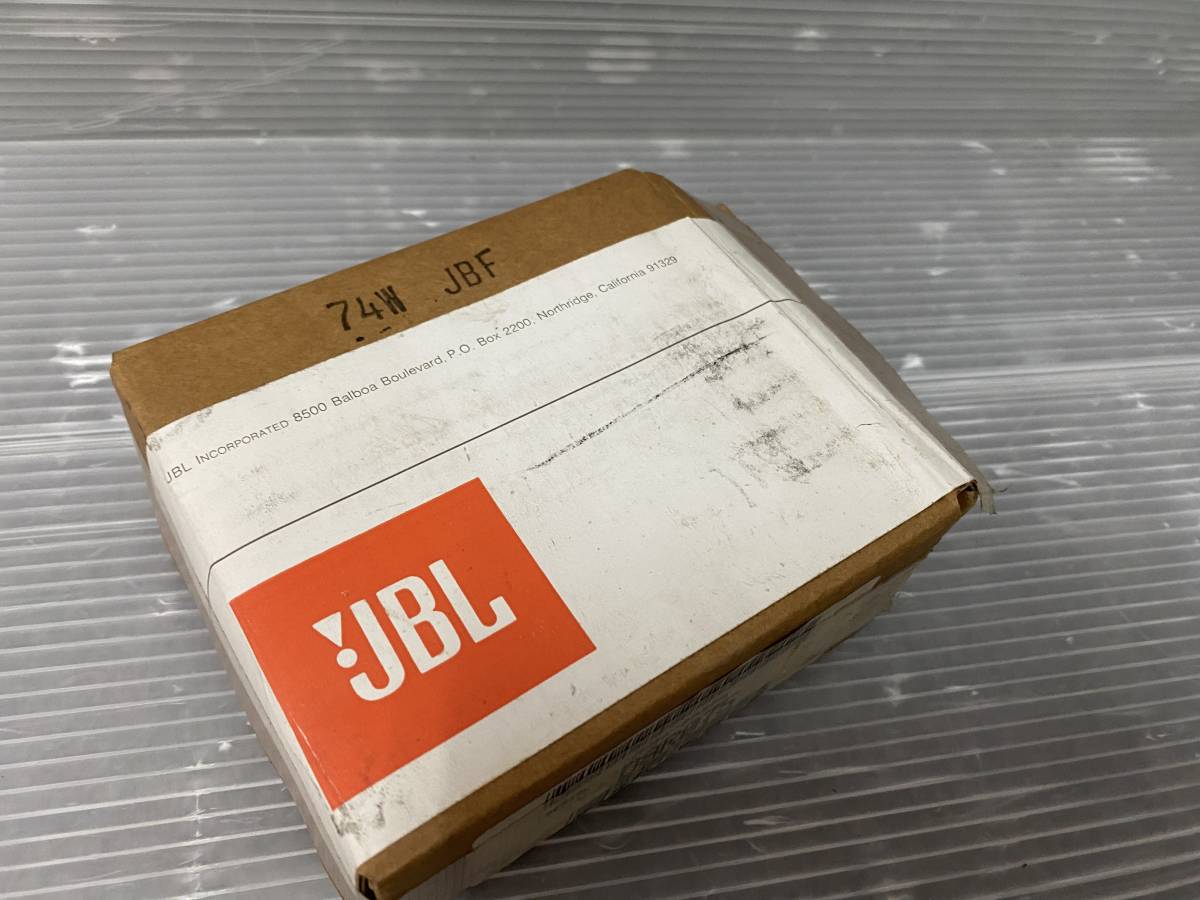 74W JBF
JBL INCORPORATED 8500 Balboa Boulevard, P.O. Box 2200, Northridge, California 91329
JBL